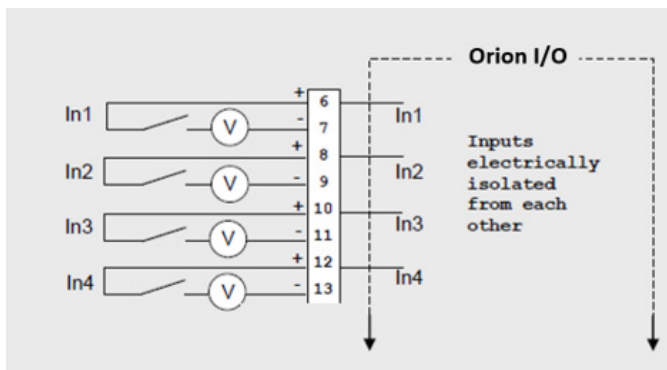 Orion I/O
+
6
In1
V
-
7
In1
+
8
In2
V
-
9
In2
+
10
In3
V
-
11
In3
+
12
In4
V
-
13
In4
Inputs
electrically
isolated
from each
other